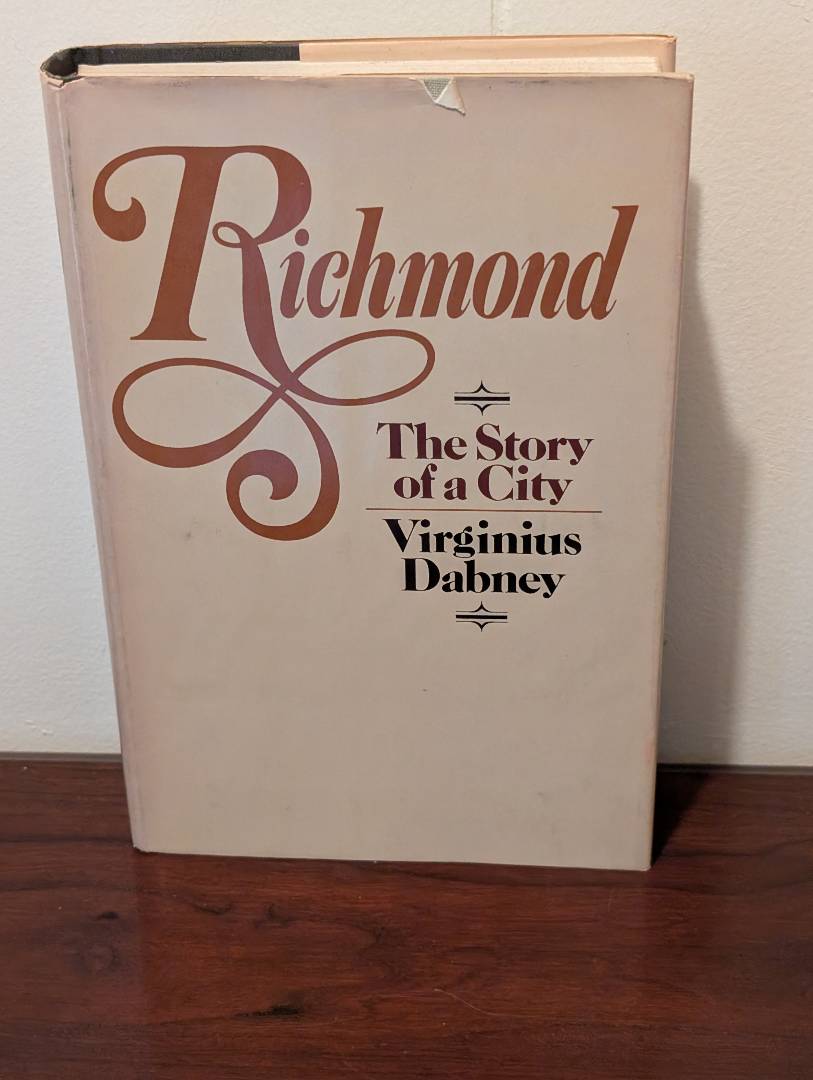 Richmond
The Story
of a City
Virginius
Dabney